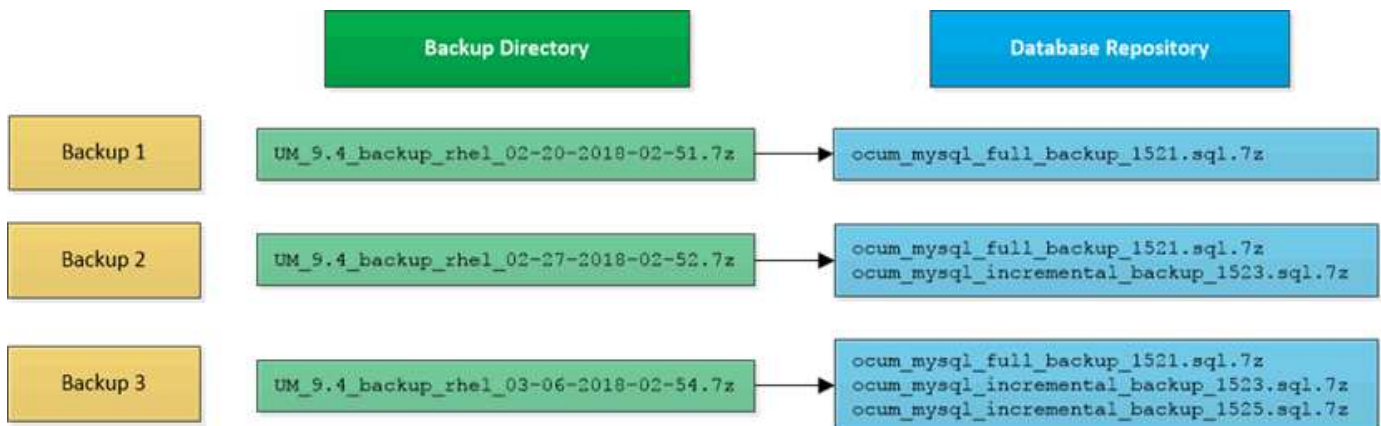 Backup Directory
Database Repository
Backup 1
UM_9.4_backup_rhel_02-20-2018-02-51.7z
ocum_mysql_full_backup_1521.sql.7z
Backup 2
UM_9.4_backup_rhel_02-27-2018-02-52.7z
ocum_mysql_full_backup_1521.sql.7z
ocum_mysql_incremental_backup_1523.sql.7z
Backup 3
UM_9.4_backup_rhel_03-06-2018-02-54.7z
ocum_mysql_full_backup_1521.sql.7z
ocum_mysql_incremental_backup_1523.sql.7z
ocum_mysql_incremental_backup_1525.sql.7z